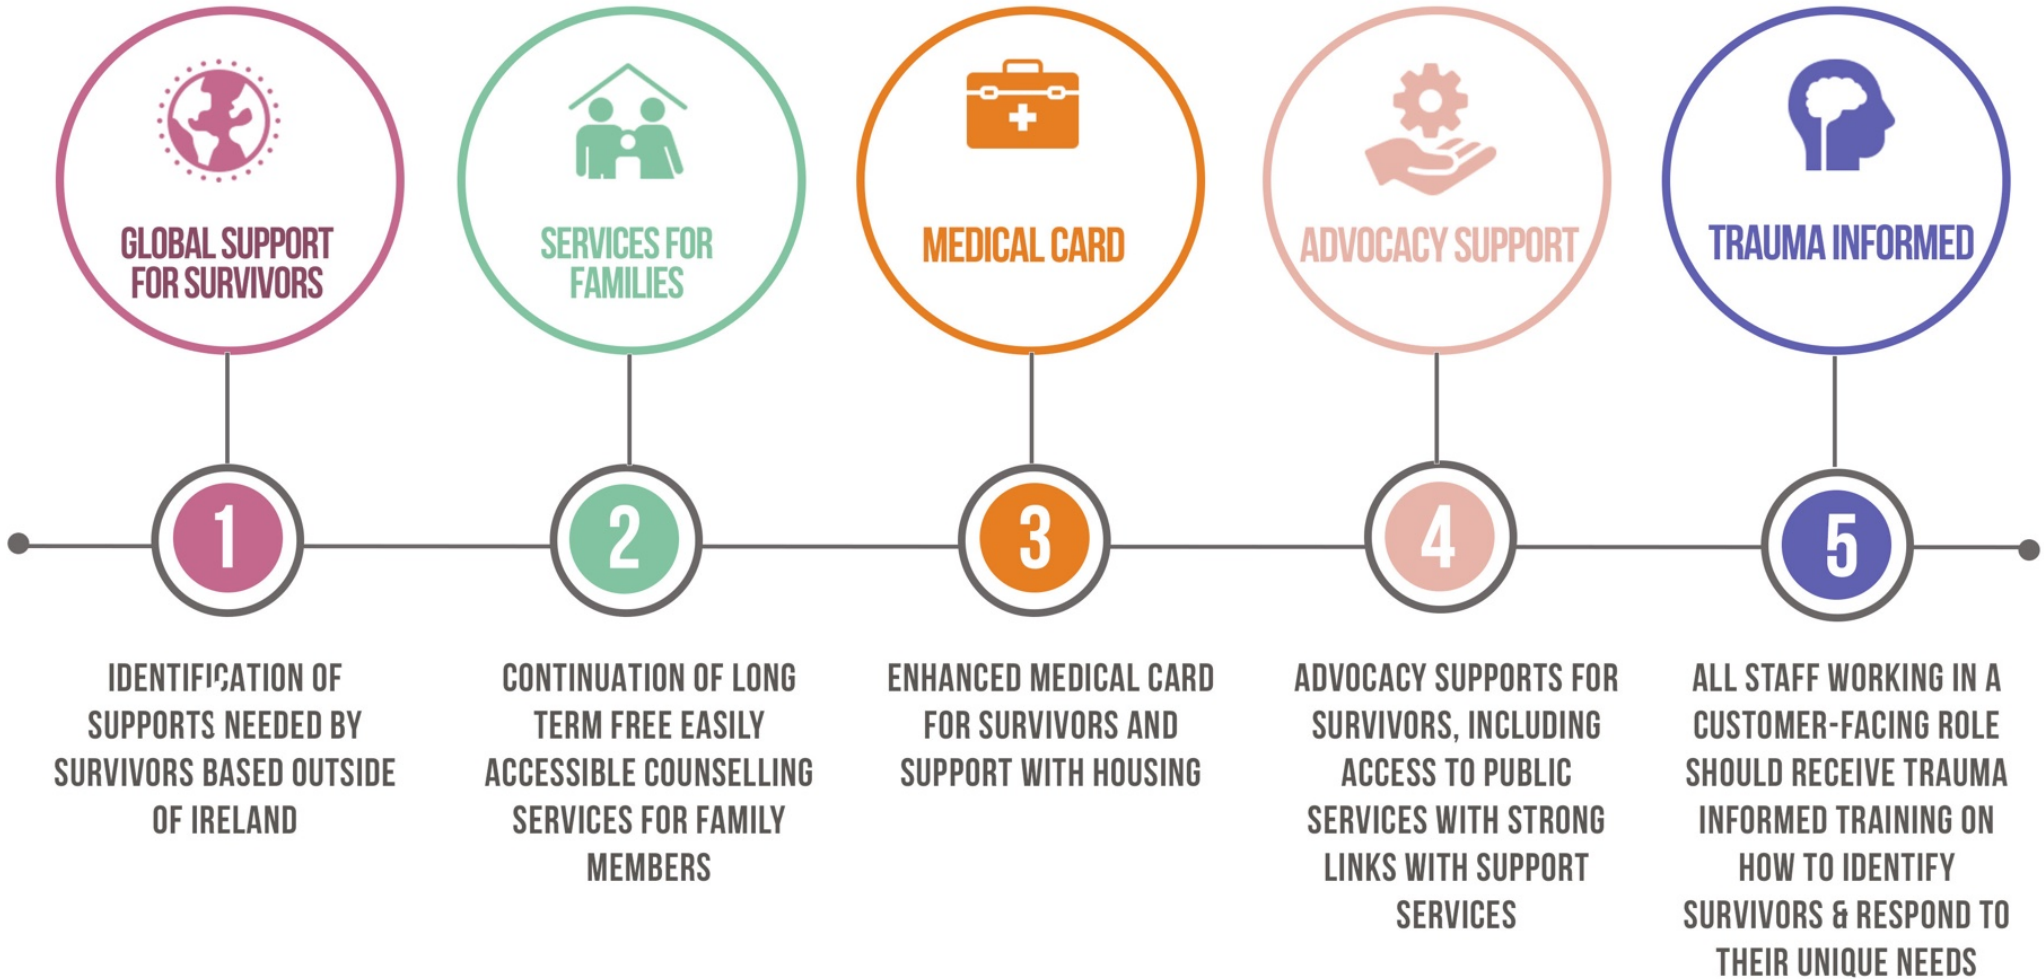 GLOBAL SUPPORT
FOR SURVIVORS
SERVICES FOR
FAMILIES
MEDICAL CARD
ADVOCACY SUPPORT
TRAUMA INFORMED
1
2
3
4
5
IDENTIFICATION OF
SUPPORTS NEEDED BY
SURVIVORS BASED OUTSIDE
OF IRELAND
CONTINUATION OF LONG
TERM FREE EASILY
ACCESSIBLE COUNSELLING
SERVICES FOR FAMILY
MEMBERS
ENHANCED MEDICAL CARD
FOR SURVIVORS AND
SUPPORT WITH HOUSING
ADVOCACY SUPPORTS FOR
SURVIVORS, INCLUDING
ACCESS TO PUBLIC
SERVICES WITH STRONG
LINKS WITH SUPPORT
SERVICES
ALL STAFF WORKING IN A
CUSTOMER-FACING ROLE
SHOULD RECEIVE TRAUMA
INFORMED TRAINING ON
HOW TO IDENTIFY
SURVIVORS & RESPOND TO
THEIR UNIQUE NEEDS